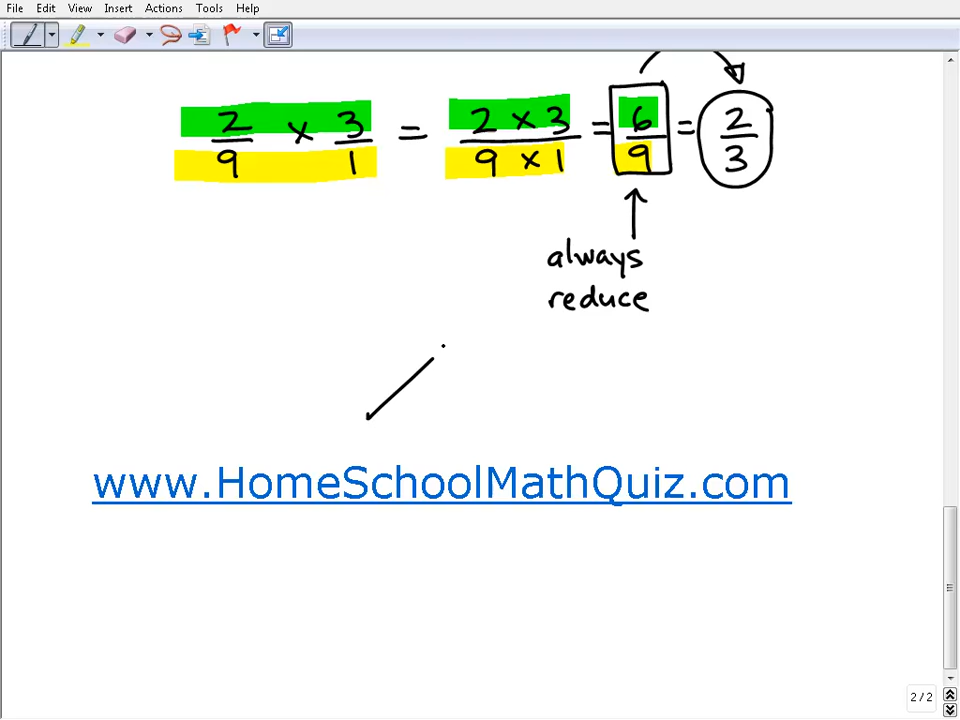 File Edit View Insert Actions Tools Help
2/9 × 3/1 = 2 × 3 / 9 × 1 = 6/9 = 2/3
always
reduce
www.HomeSchoolMathQuiz.com
2 / 2